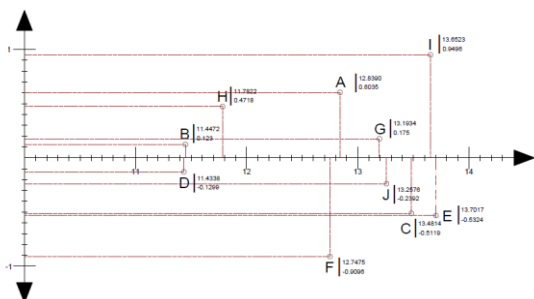 1
I
13.6523
0.9496
A
12.8390
0.6035
H
11.7822
0.4718
B
11.4472
0.123
G
13.1934
0.175
11
12
13
14
D
11.4338
-0.1299
J
13.2576
-0.2392
C
13.4814
-0.5119
E
13.7017
-0.5324
F
12.7475
-0.9096
-1